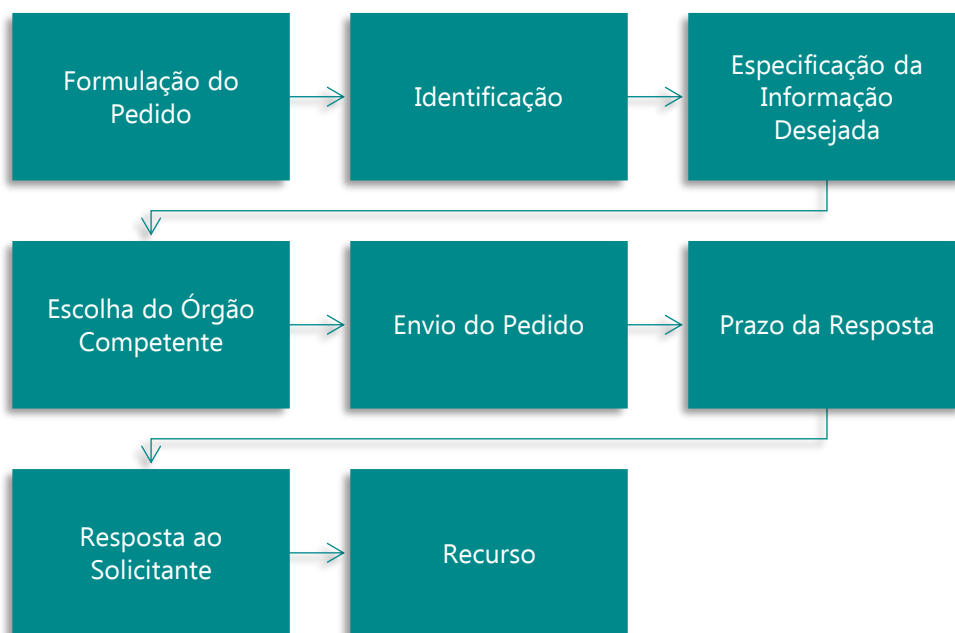 Formulação do
Pedido
Identificação
Especificação da
Informação
Desejada
Escolha do Órgão
Competente
Envio do Pedido
Prazo da Resposta
Resposta ao
Solicitante
Recurso